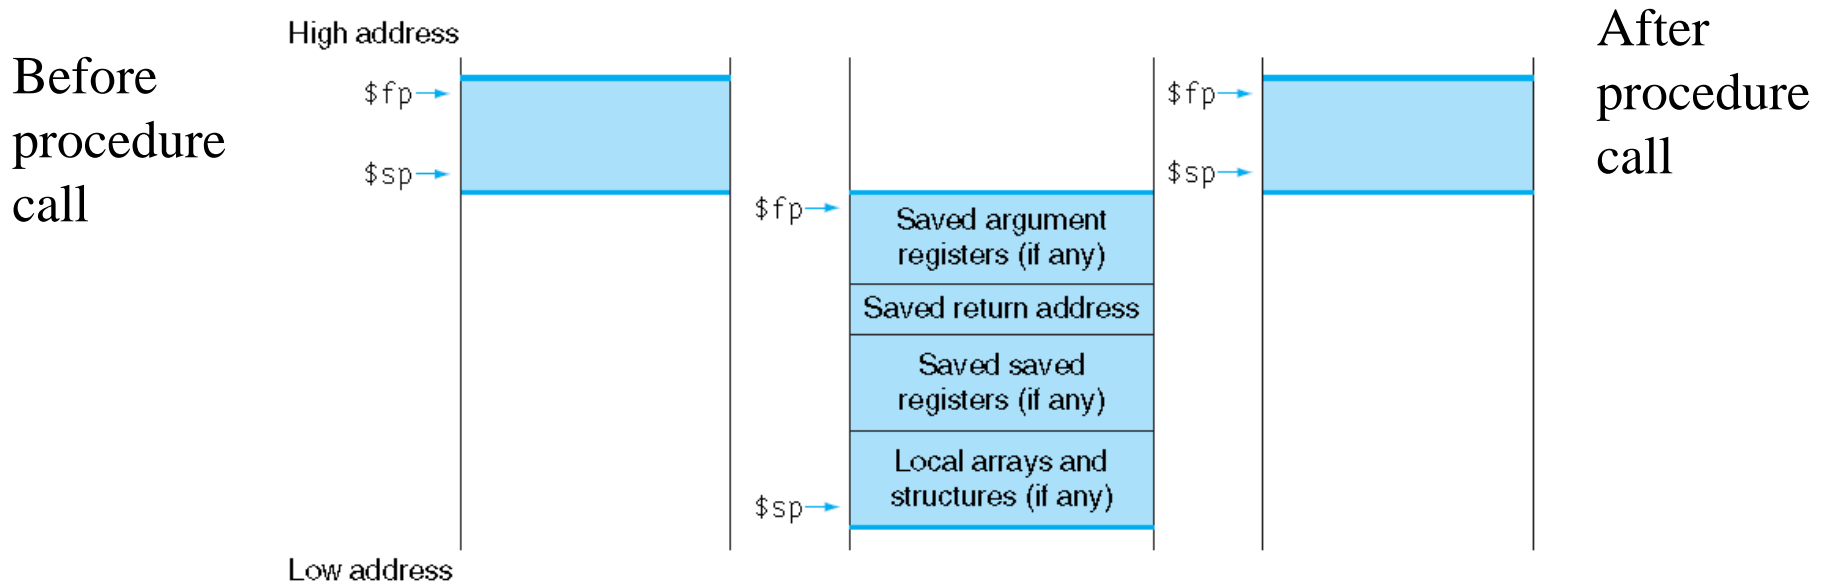 High address
Before
procedure
call
$fp
$sp
$fp
Saved argument
registers (if any)
Saved return address
Saved saved
registers (if any)
Local arrays and
structures (if any)
$sp
$fp
$sp
After
procedure
call
Low address